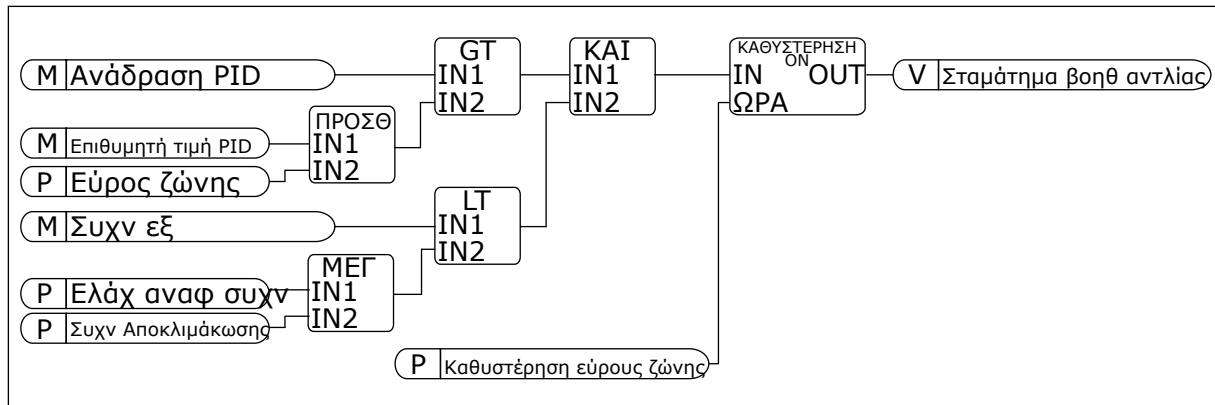 GT
ΚΑΙ
ΚΑΘΥΣΤΕΡΗΣΗ
ON
M Ανάδραση PID
IN1
IN1
IN OUT
V Σταμάτημα βοηθ αντλίας
IN2
IN2
ΩΡΑ
ΠΡΟΣΘ
M Επιθυμητή τιμή PID
IN1
P Εύρος ζώνης
IN2
LT
M Συχν εξ
IN1
IN2
ΜΕΓ
P Ελάχ αναφ συχν
IN1
P Συχν Αποκλιμάκωσης
IN2
P Καθυστέρηση εύρους ζώνης